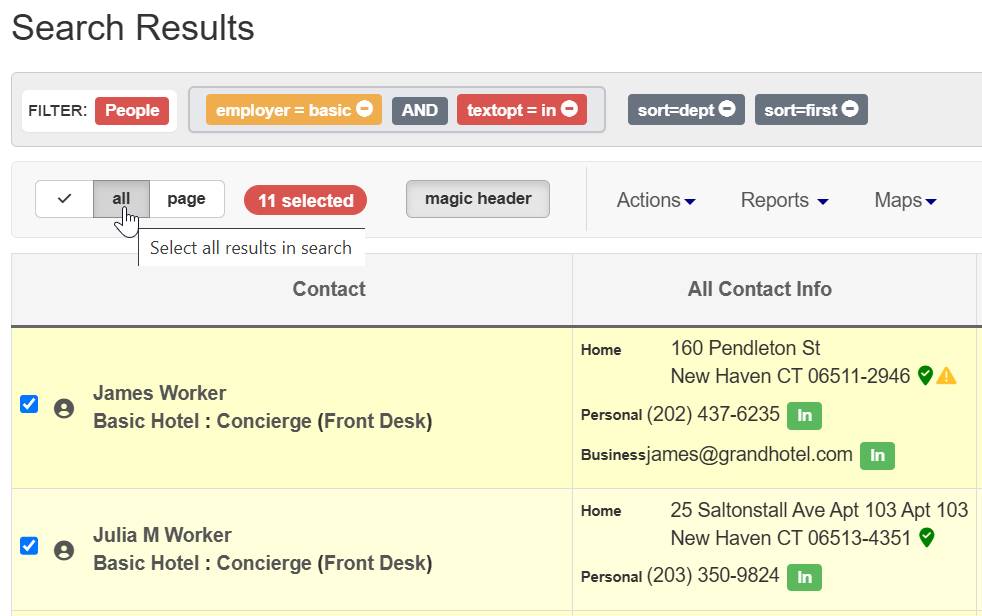 Search Results
FILTER: People employer = basic AND textopt = in sort=dept sort=first
all page 11 selected magic header Actions Reports Maps
Select all results in search
Contact All Contact Info
Home 160 Pendleton St
New Haven CT 06511-2946
James Worker
Basic Hotel : Concierge (Front Desk)
Personal (202) 437-6235 In
Business james@grandhotel.com In
Home 25 Saltonstall Ave Apt 103 Apt 103
New Haven CT 06513-4351
Julia M Worker
Basic Hotel : Concierge (Front Desk)
Personal (203) 350-9824 In